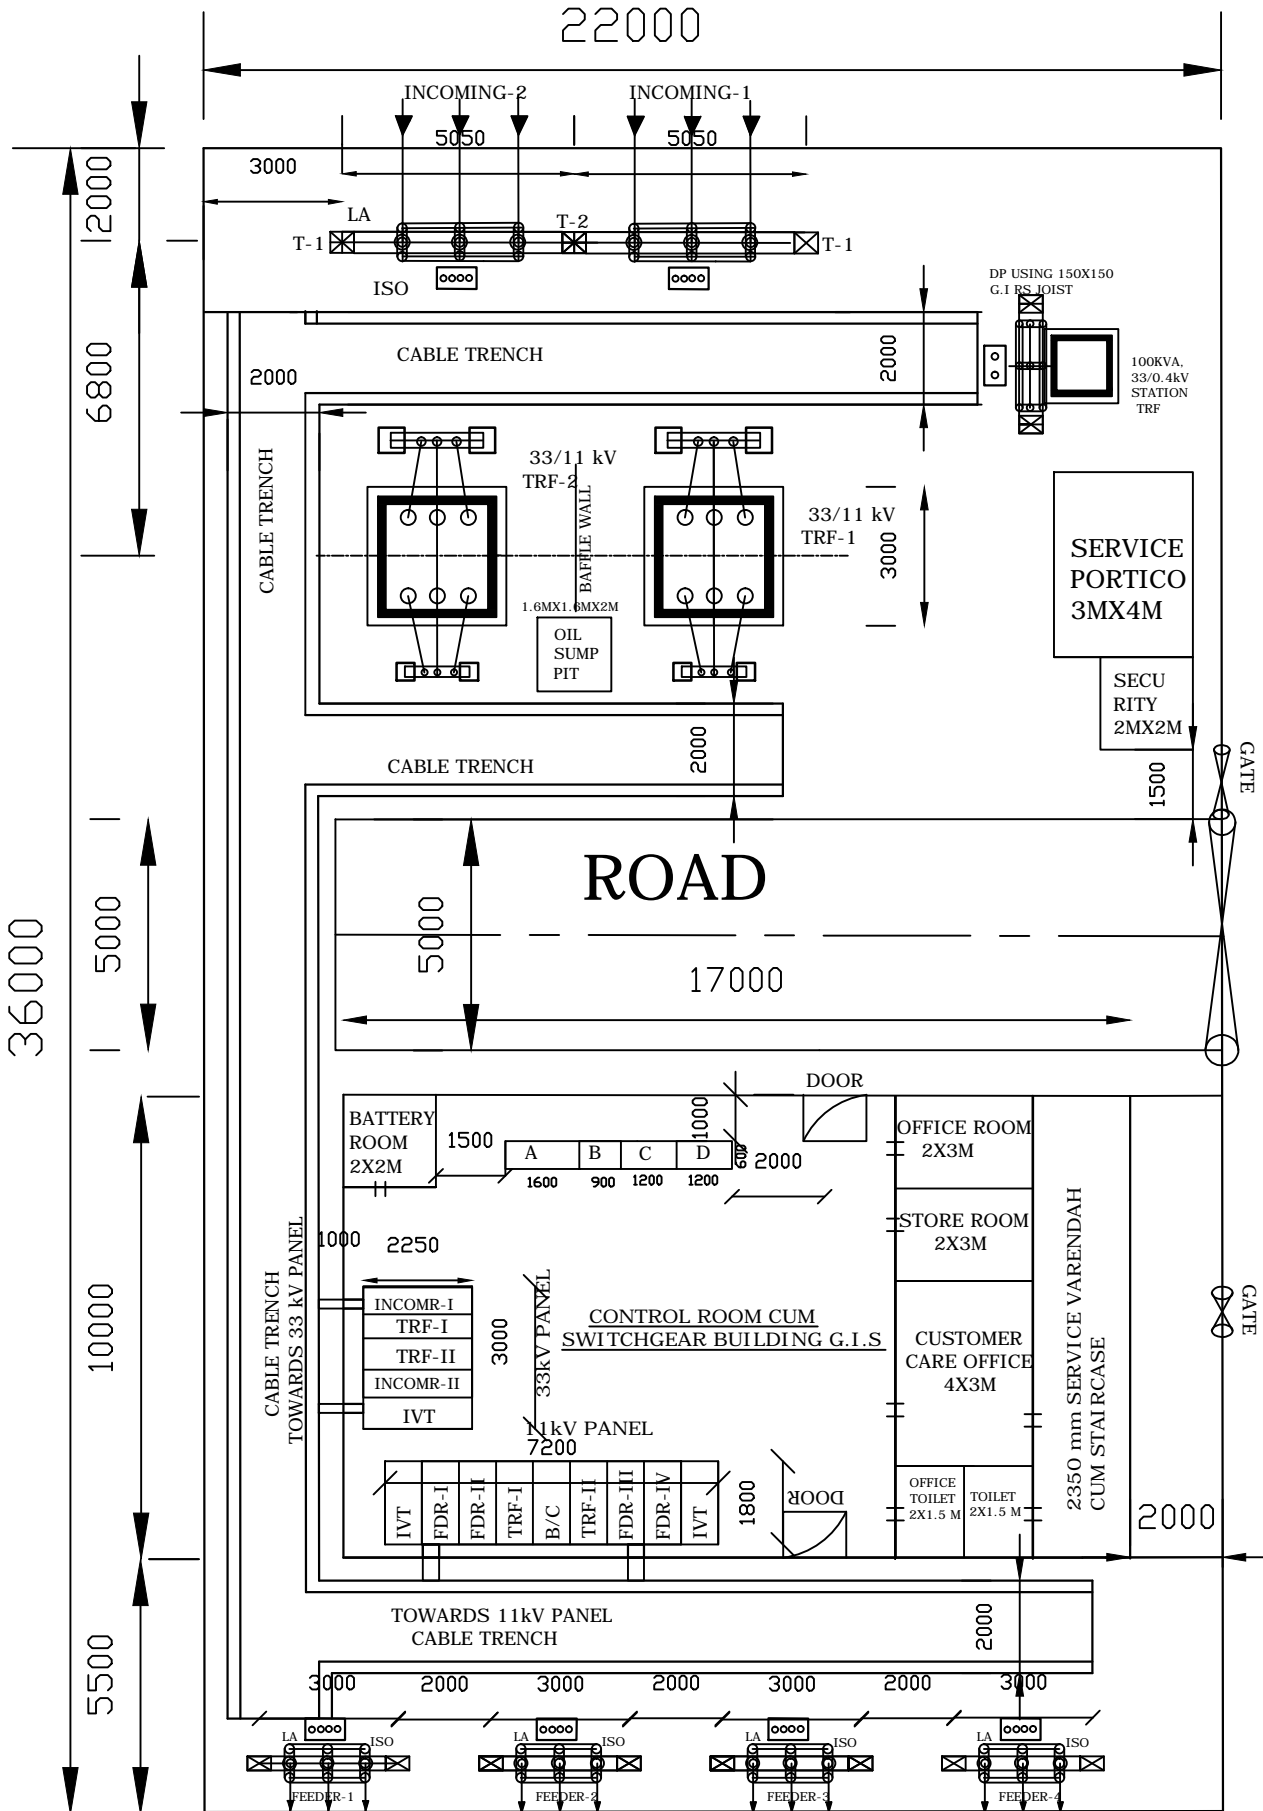 22000
INCOMING-2
INCOMING-1
5050
5050
3000
2000
LA
T-2
T-1
T-1
ISO
DP USING 150X150
G.I RS JOIST
CABLE TRENCH
2000
100KVA,
33/0.4kV
STATION
TRF
6800
2000
33/11 kV
TRF-2
CABLE TRENCH
BAFFLE WALL
33/11 kV
TRF-1
3000
SERVICE
PORTICO
3MX4M
1.6MX1.6MX2M
OIL
SUMP
PIT
SECU
RITY
2MX2M
2000
CABLE TRENCH
1500
GATE
ROAD
5000
5000
36000
17000
DOOR
BATTERY
ROOM
2X2M
1500
1000
A
B
C
D
600
1600
900
1200
1200
2000
OFFICE ROOM
2X3M
STORE ROOM
2X3M
1000
2250
10000
CABLE TRENCH
TOWARDS 33 kV PANEL
INCOMR-I
TRF-I
TRF-II
INCOMR-II
IVT
3000
33kV PANEL
CONTROL ROOM CUM
SWITCHGEAR BUILDING G.I.S
CUSTOMER
CARE OFFICE
4X3M
2350 mm SERVICE VARENDAH
CUM STAIRCASE
GATE
11kV PANEL
7200
IVT
FDR-I
FDR-II
TRF-I
B/C
TRF-II
FDR-III
FDR-IV
IVT
1800
DOOR
OFFICE
TOILET
2X1.5 M
TOILET
2X1.5 M
2000
TOWARDS 11kV PANEL
CABLE TRENCH
2000
5500
3000
2000
3000
2000
3000
2000
3000
LA
ISO
LA
ISO
LA
ISO
LA
ISO
FEEDER-1
FEEDER-2
FEEDER-3
FEEDER-4